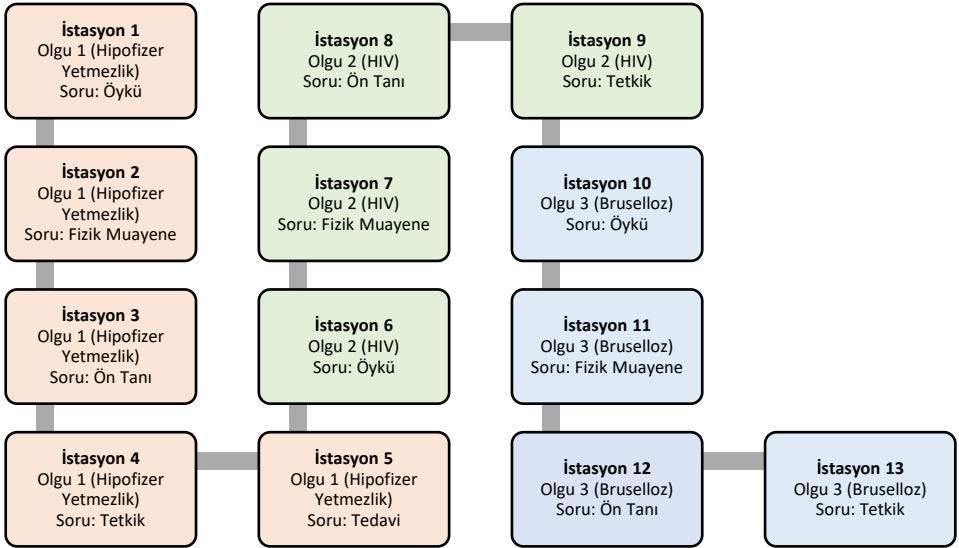 İstasyon 1
Olgu 1 (Hipofizer
Yetmezlik)
Soru: Öykü
İstasyon 2
Olgu 1 (Hipofizer
Yetmezlik)
Soru: Fizik Muayene
İstasyon 3
Olgu 1 (Hipofizer
Yetmezlik)
Soru: Ön Tanı
İstasyon 4
Olgu 1 (Hipofizer
Yetmezlik)
Soru: Tetkik
İstasyon 5
Olgu 1 (Hipofizer
Yetmezlik)
Soru: Tedavi
İstasyon 6
Olgu 2 (HIV)
Soru: Öykü
İstasyon 7
Olgu 2 (HIV)
Soru: Fizik Muayene
İstasyon 8
Olgu 2 (HIV)
Soru: Ön Tanı
İstasyon 9
Olgu 2 (HIV)
Soru: Tetkik
İstasyon 10
Olgu 3 (Bruselloz)
Soru: Öykü
İstasyon 11
Olgu 3 (Bruselloz)
Soru: Fizik Muayene
İstasyon 12
Olgu 3 (Bruselloz)
Soru: Ön Tanı
İstasyon 13
Olgu 3 (Bruselloz)
Soru: Tetkik